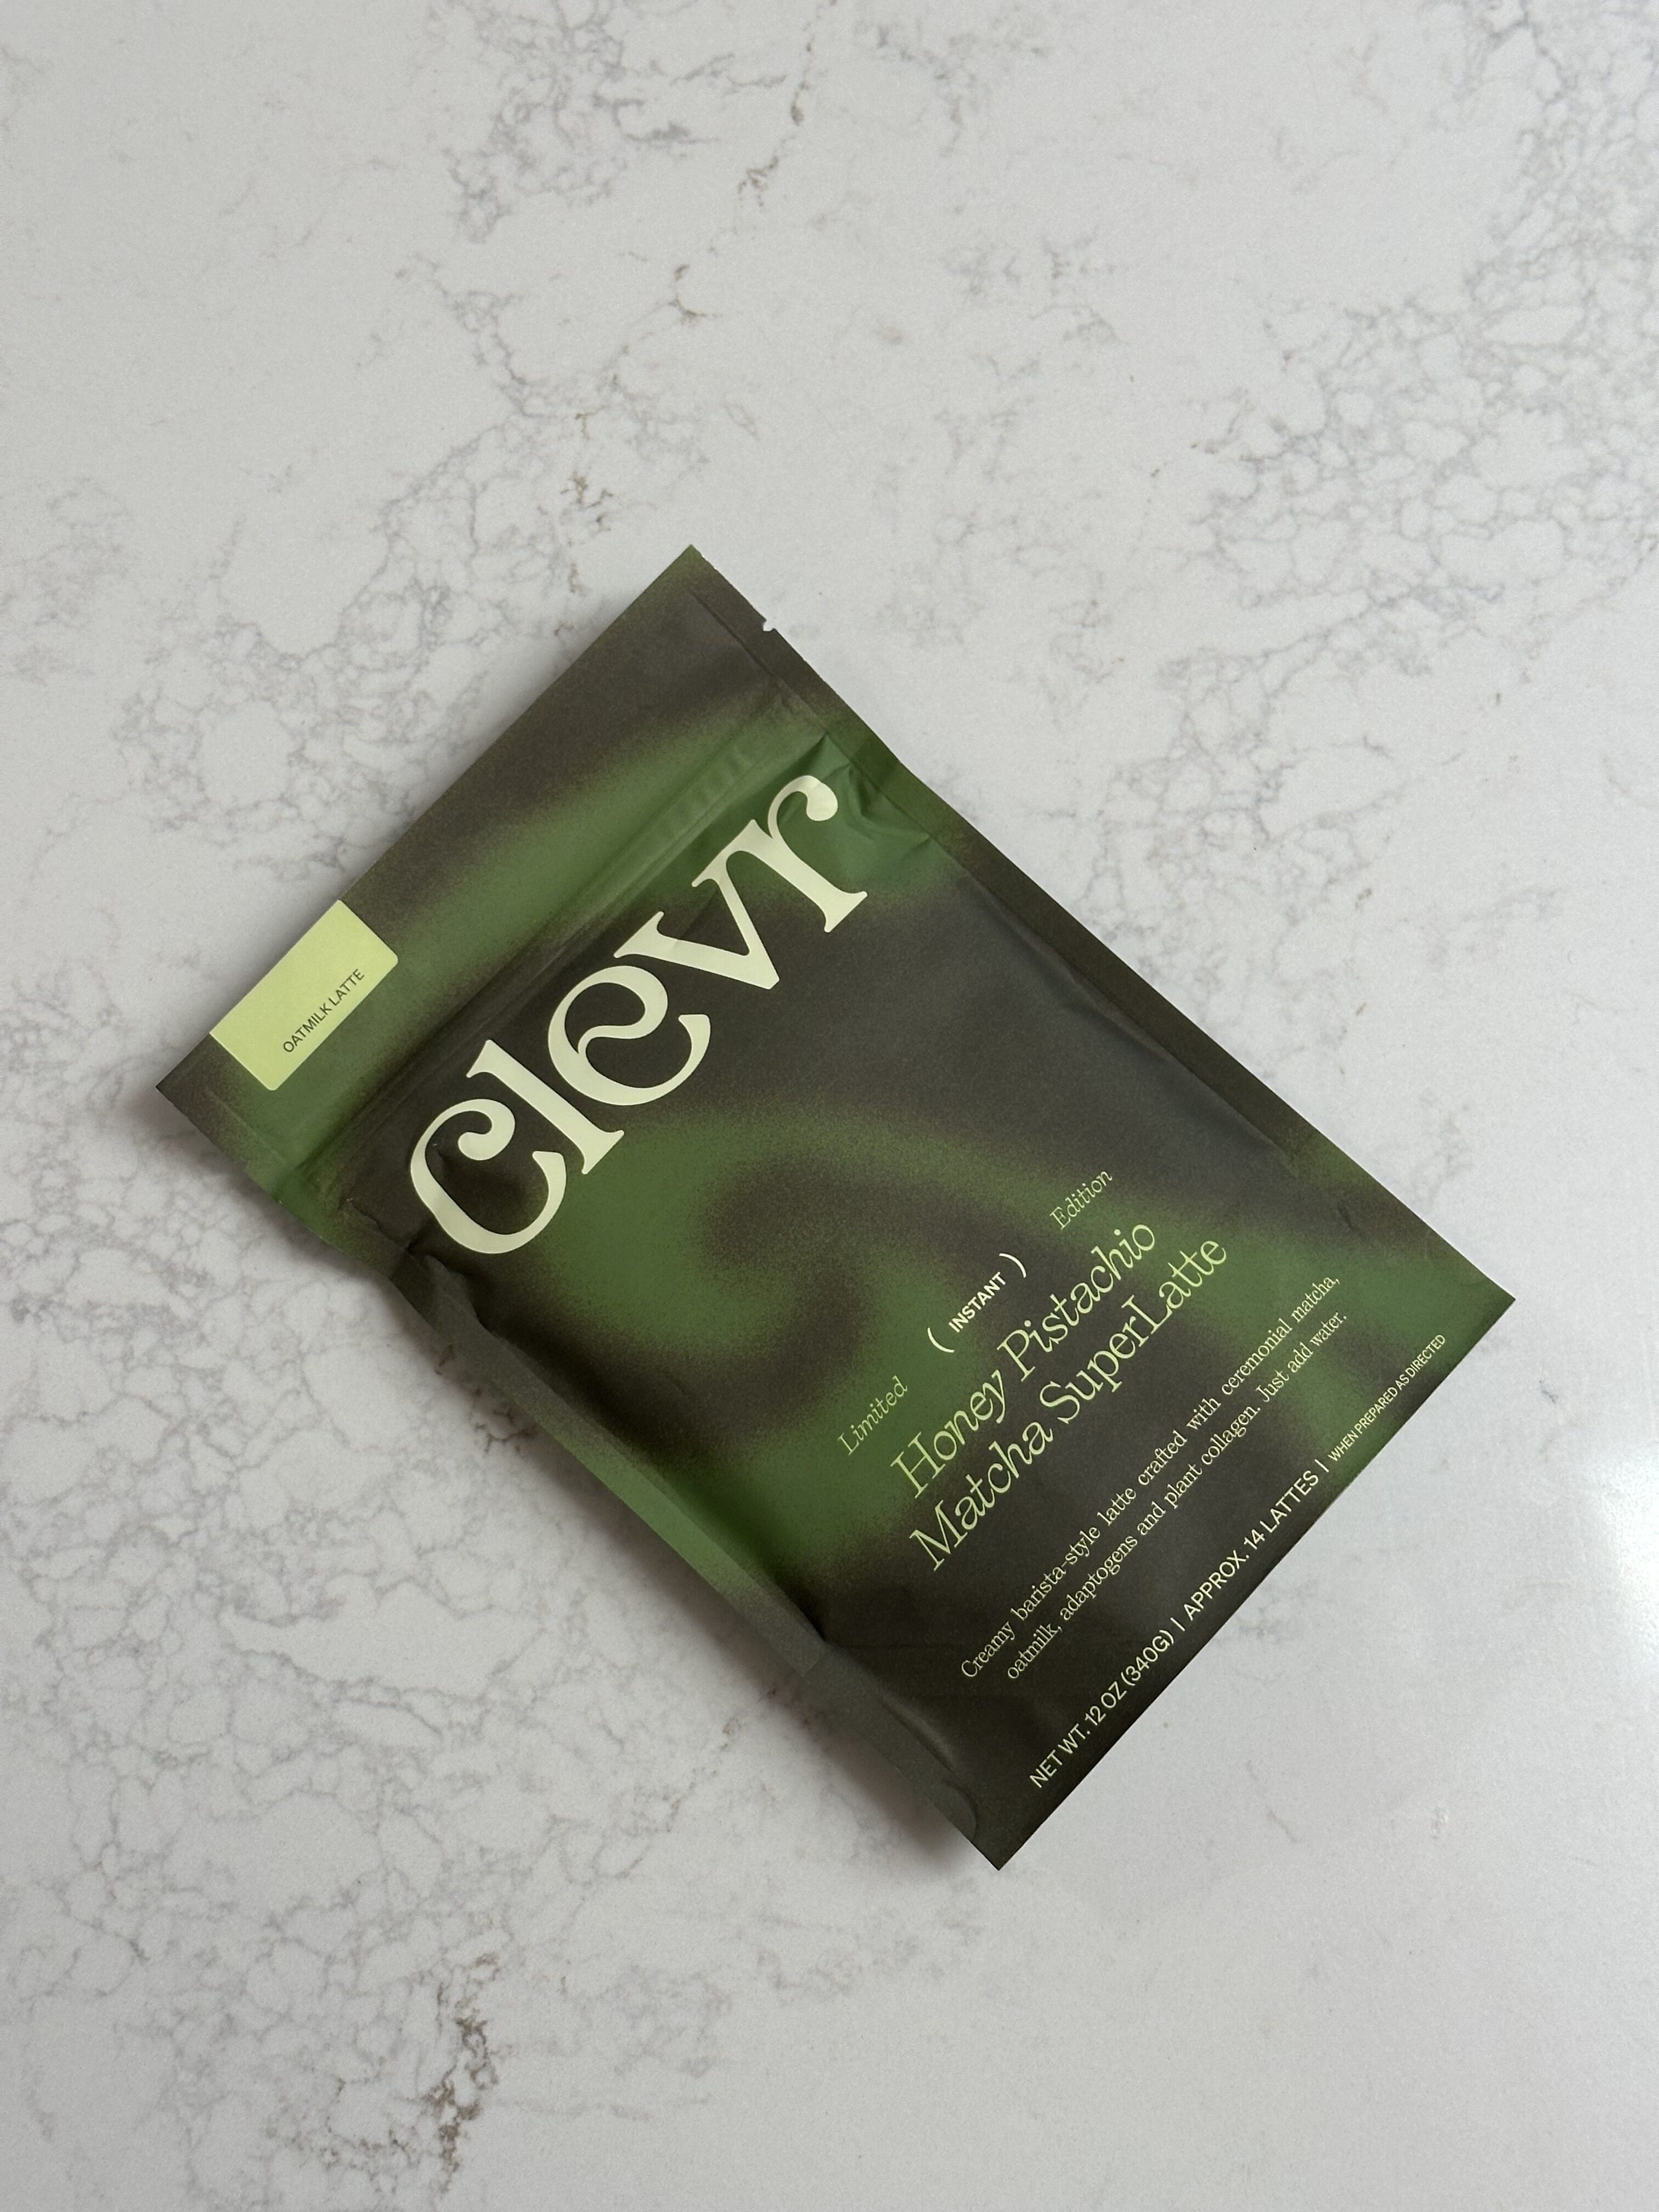 OATMILK LATTE
clevr
Limited ( INSTANT ) Edition
Honey Pistachio
Matcha SuperLatte
Creamy barista-style latte crafted with ceremonial matcha,
oatmilk, adaptogens and plant collagen. Just add water.
NET WT. 12 OZ (340G) | APPROX. 14 LATTES | WHEN PREPARED AS DIRECTED